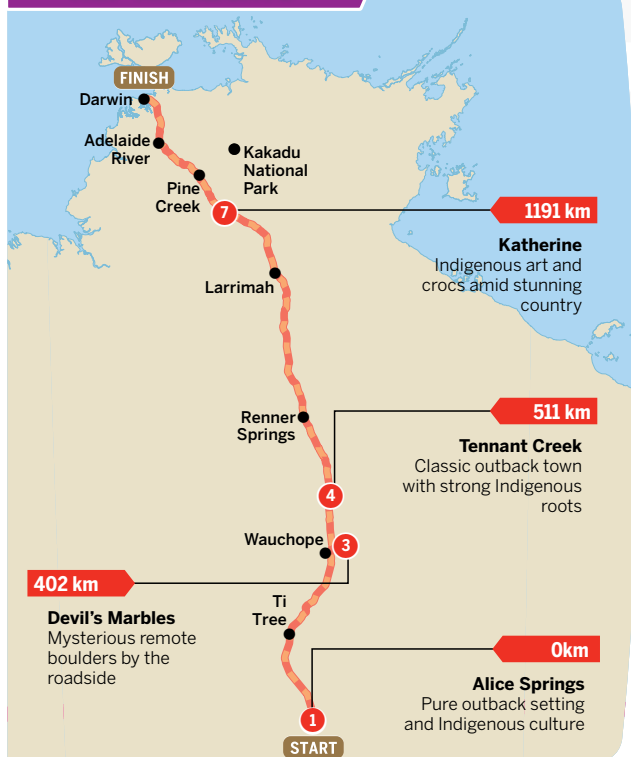 FINISH
Darwin
Adelaide
River
Kakadu
National
Park
Pine
Creek
7
1191 km
Katherine
Indigenous art and
crocs amid stunning
country
Larrimah
Renner
Springs
511 km
Tennant Creek
Classic outback town
with strong Indigenous
roots
4
Wauchope
3
402 km
Devil's Marbles
Mysterious remote
boulders by the
roadside
Ti
Tree
0km
Alice Springs
Pure outback setting
and Indigenous culture
1
START